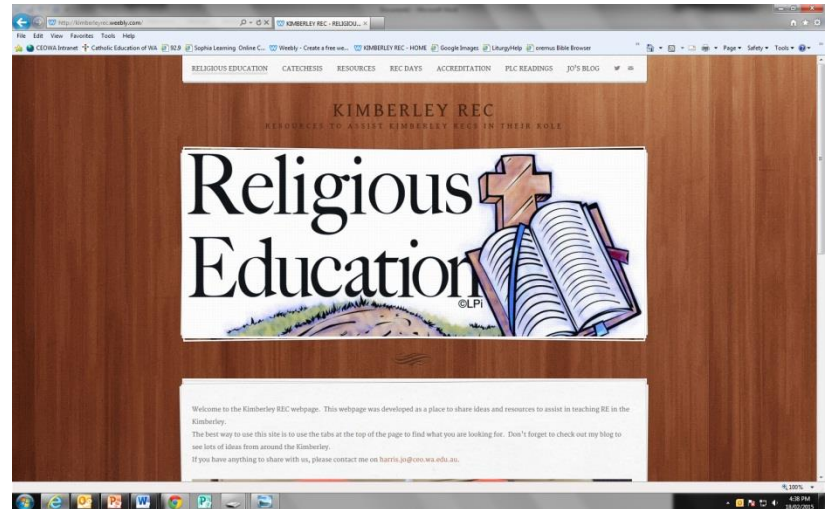 http://kimberleyrec.weebly.com/
KIMBERLEY REC - RELIGIOU...
File Edit View Favorites Tools Help
CEOWA Intranet Catholic Education of WA 92.9 Sophia Learning Online C... Weebly - Create a free we... KIMBERLEY REC - HOME Google Images LiturgyHelp oremus Bible Browser Page Safety Tools
RELIGIOUS EDUCATION CATECHESIS RESOURCES REC DAYS ACCREDITATION PLC READINGS JO'S BLOG
KIMBERLEY REC
RESOURCES TO ASSIST KIMBERLEY RECS IN THEIR ROLE
Religious
Education
©LPi
Welcome to the Kimberley REC webpage. This webpage was developed as a place to share ideas and resources to assist in teaching RE in the
Kimberley.
The best way to use this site is to use the tabs at the top of the page to find what you are looking for. Don't forget to check out my blog to
see lots of ideas from around the Kimberley.
If you have anything to share with us, please contact me on harris.jo@ceo.wa.edu.au.
100%
4:38 PM
18/02/2015